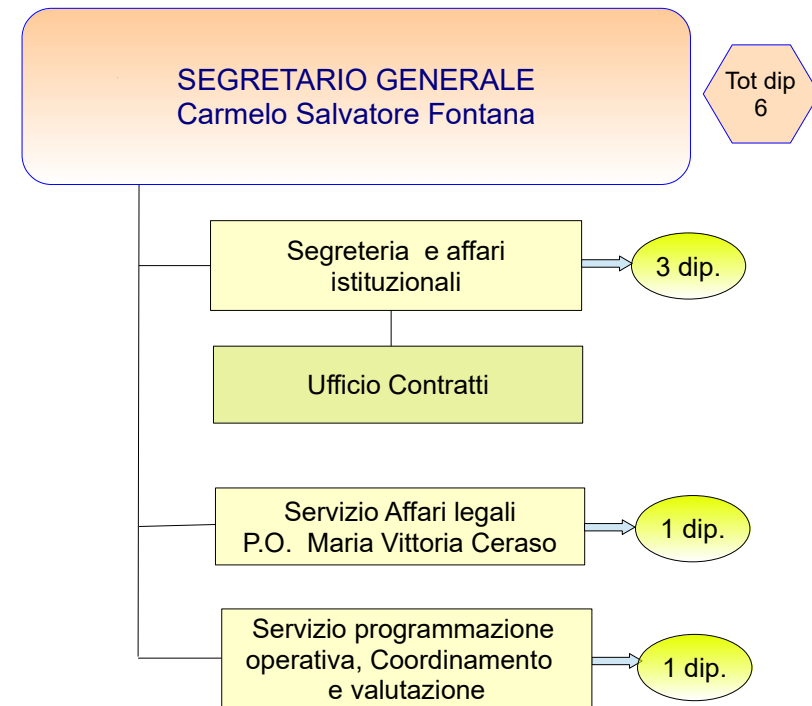 SEGRETARIO GENERALE
Carmelo Salvatore Fontana
Tot dip
6
Segreteria e affari
istituzionali
3 dip.
Ufficio Contratti
Servizio Affari legali
P.O. Maria Vittoria Ceraso
1 dip.
Servizio programmazione
operativa, Coordinamento
e valutazione
1 dip.